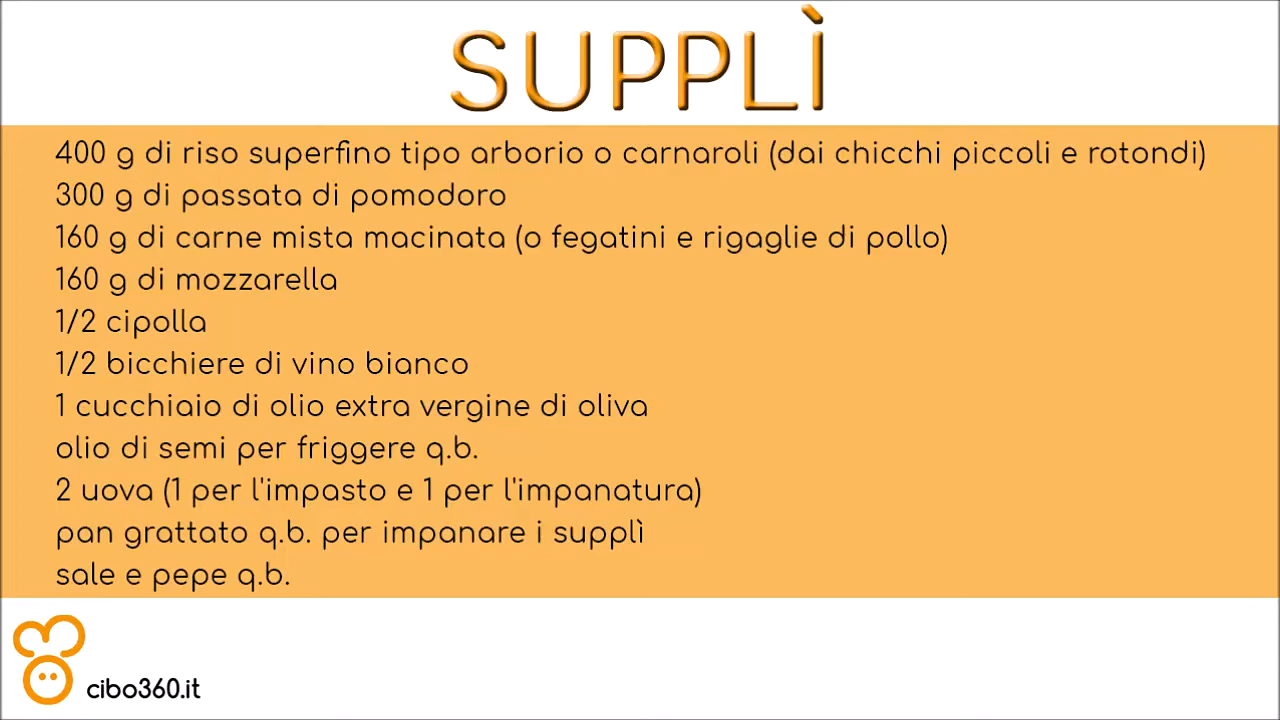 SUPPLÌ
400 g di riso superfino tipo arborio o carnaroli (dai chicchi piccoli e rotondi)
300 g di passata di pomodoro
160 g di carne mista macinata (o fegatini e rigaglie di pollo)
160 g di mozzarella
1/2 cipolla
1/2 bicchiere di vino bianco
1 cucchiaio di olio extra vergine di oliva
olio di semi per friggere q.b.
2 uova (1 per l'impasto e 1 per l'impanatura)
pan grattato q.b. per impanare i supplì
sale e pepe q.b.
cibo360.it